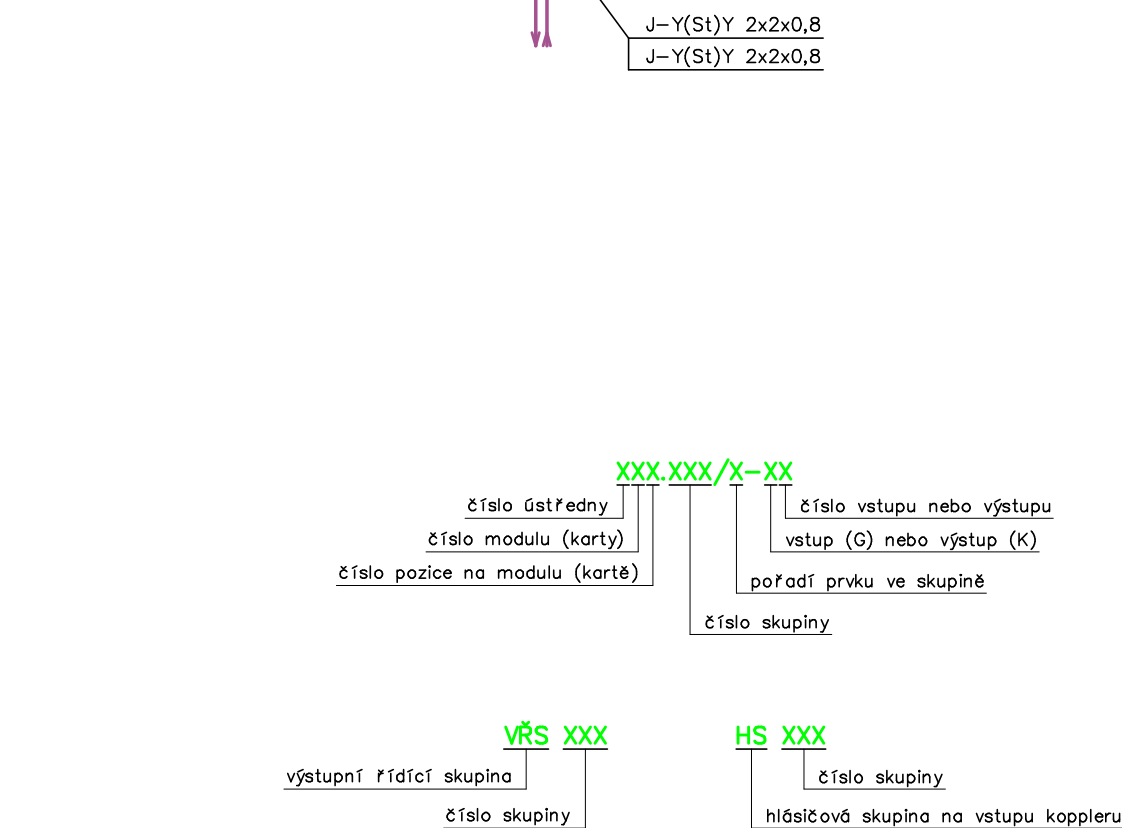 J-Y(St)Y 2x2x0,8
J-Y(St)Y 2x2x0,8
XXX.XXX/X-XX
číslo ústředny
číslo vstupu nebo výstupu
číslo modulu (karty)
vstup (G) nebo výstup (K)
číslo pozice na modulu (kartě)
pořadí prvku ve skupině
číslo skupiny
VŘS XXX
HS XXX
výstupní řídící skupina
číslo skupiny
číslo skupiny
hlásičová skupina na vstupu koppleru